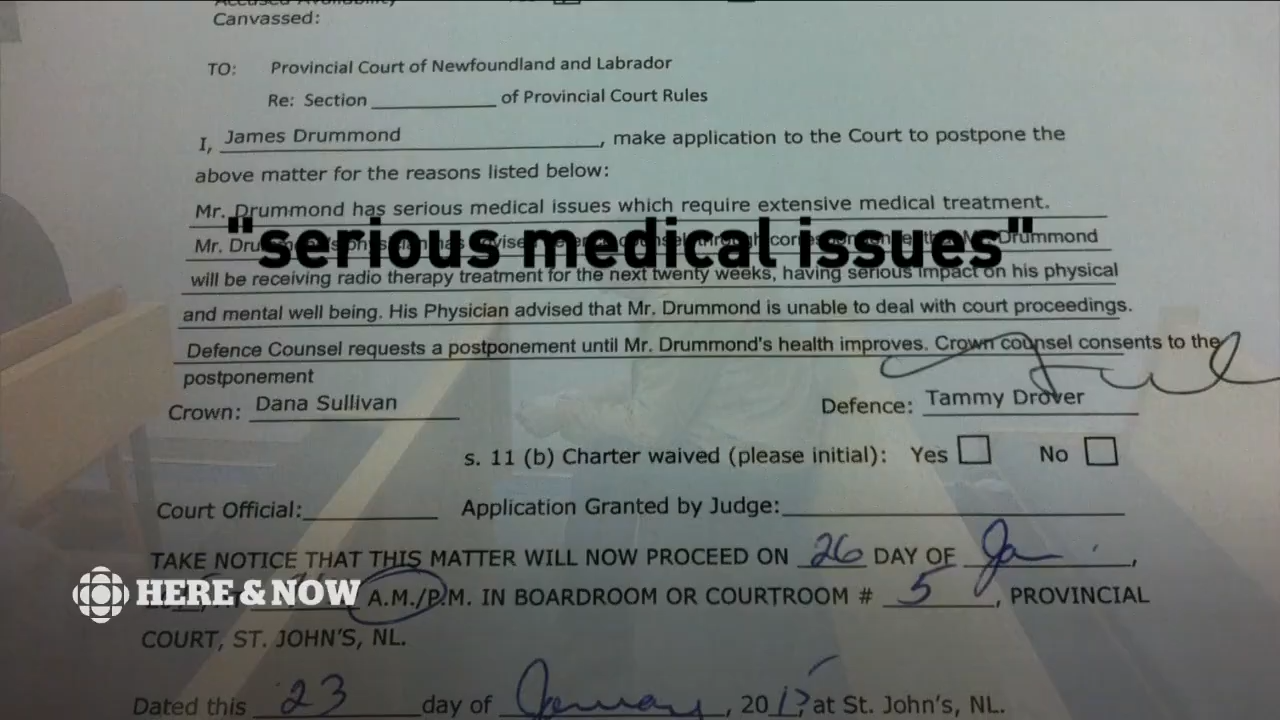 Canvassed:
TO: Provincial Court of Newfoundland and Labrador
Re: Section ____________ of Provincial Court Rules
I, James Drummond, make application to the Court to postpone the
above matter for the reasons listed below:
Mr. Drummond has serious medical issues which require extensive medical treatment.
"serious medical issues"
Mr. Drummond
will be receiving radio therapy treatment for the next twenty weeks, having serious impact on his physical
and mental well being. His Physician advised that Mr. Drummond is unable to deal with court proceedings.
Defence Counsel requests a postponement until Mr. Drummond's health improves. Crown counsel consents to the
postponement
Crown: Dana Sullivan Defence: Tammy Drover
s. 11 (b) Charter waived (please initial): Yes No
Court Official: Application Granted by Judge:
TAKE NOTICE THAT THIS MATTER WILL NOW PROCEED ON 26 DAY OF
HERE & NOW
A.M./P.M. IN BOARDROOM OR COURTROOM # 5, PROVINCIAL
COURT, ST. JOHN'S, NL.
Dated this 23 day of January, 2015, at St. John's, NL.